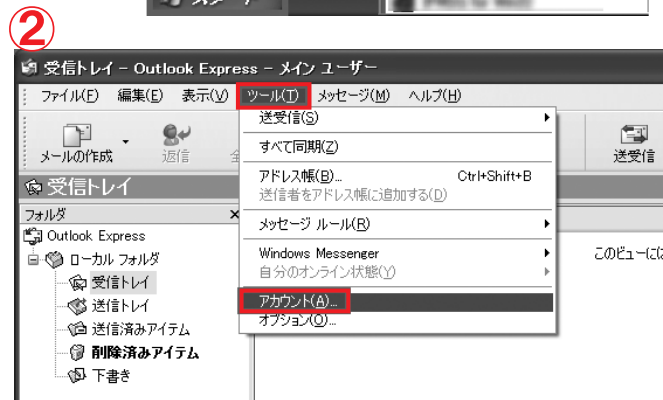 ②
受信トレイ - Outlook Express - メイン ユーザー
ファイル(F) 編集(E) 表示(V) ツール(T) メッセージ(M) ヘルプ(H)
送受信(S)
すべて同期(Z)
アドレス帳(B)... Ctrl+Shift+B
送信者をアドレス帳に追加する(D)
メッセージ ルール(R)
Windows Messenger
自分のオンライン状態(Y)
アカウント(A)...
オプション(O)...
メールの作成 返信 全 送受信
受信トレイ
フォルダ ×
Outlook Express
ローカル フォルダ
受信トレイ
送信トレイ
送信済みアイテム
削除済みアイテム
下書き
このビューには